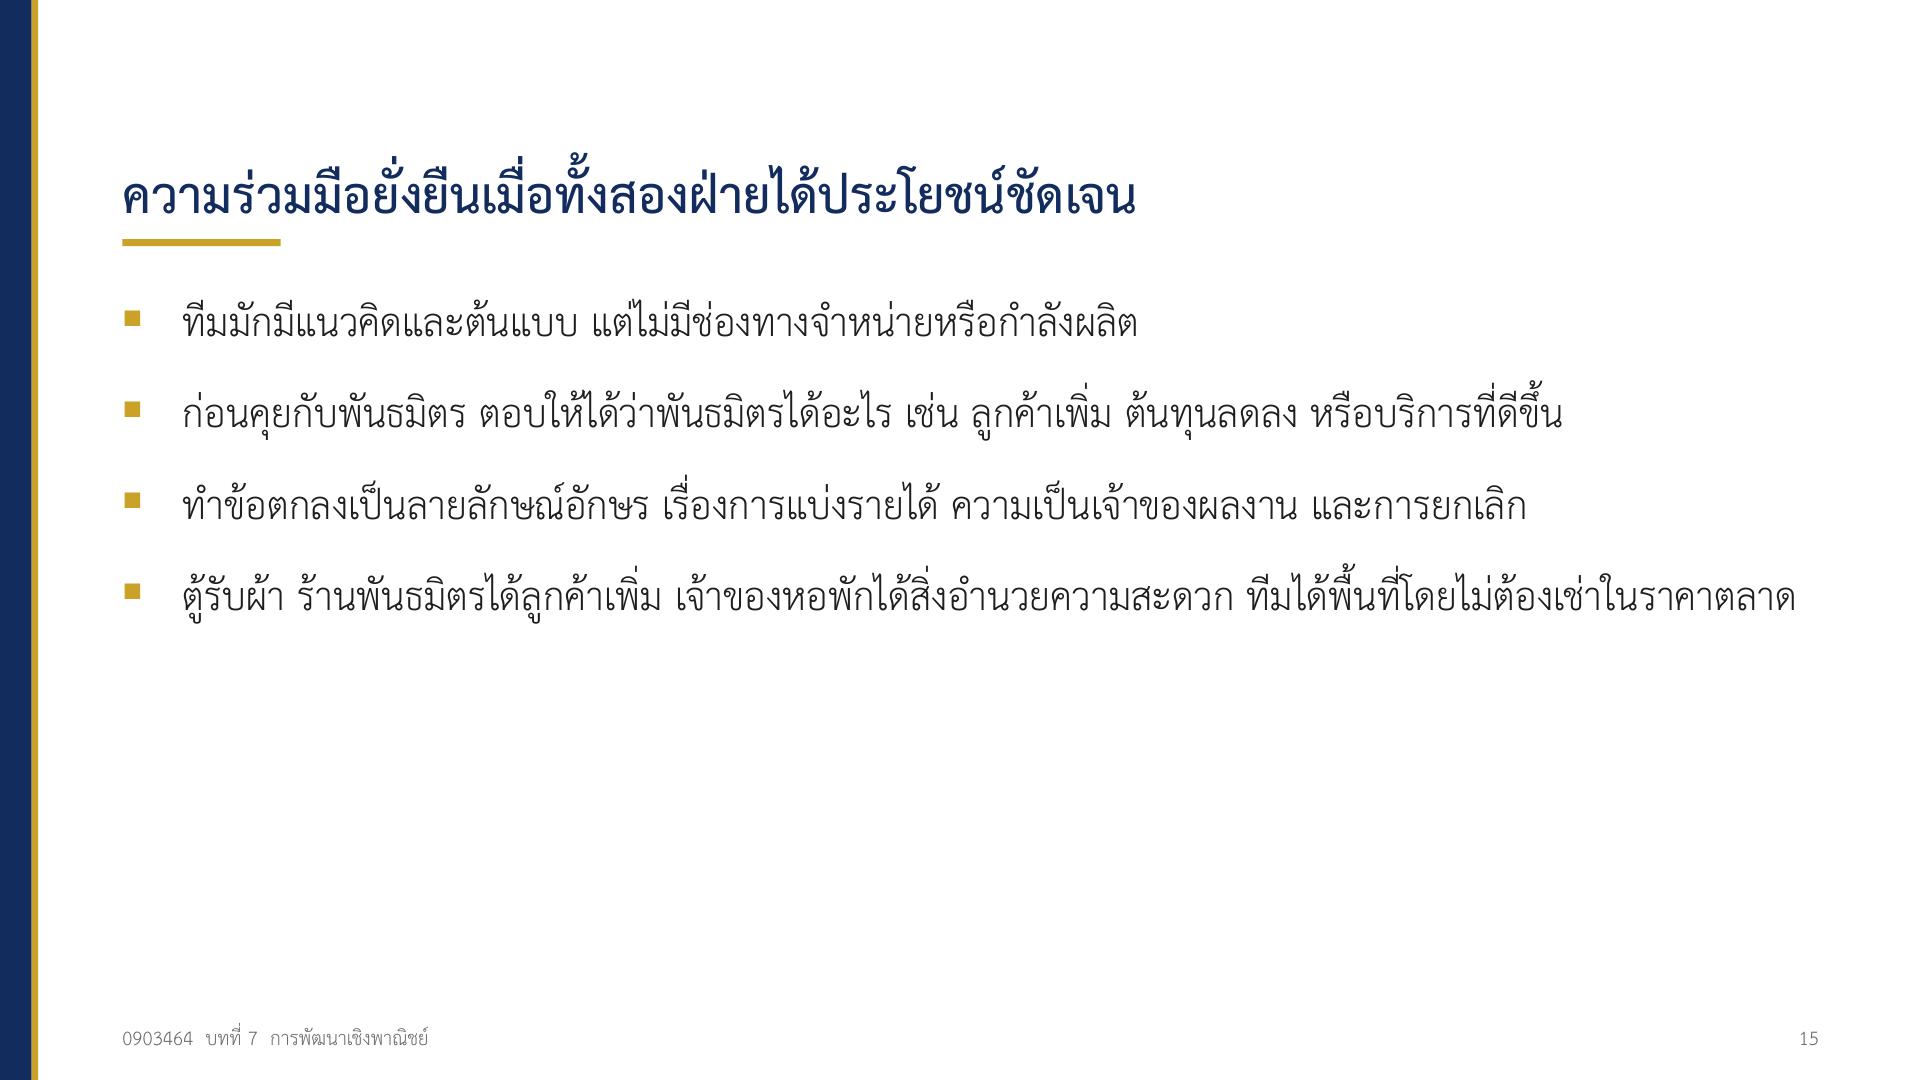 ความร่วมมือยั่งยืนเมื่อทั้งสองฝ่ายได้ประโยชน์ชัดเจน
ทีมมักมีแนวคิดและต้นแบบ แต่ไม่มีช่องทางจำหน่ายหรือกำลังผลิต
ก่อนคุยกับพันธมิตร ตอบให้ได้ว่าพันธมิตรได้อะไร เช่น ลูกค้าเพิ่ม ต้นทุนลดลง หรือบริการที่ดีขึ้น
ทำข้อตกลงเป็นลายลักษณ์อักษร เรื่องการแบ่งรายได้ ความเป็นเจ้าของผลงาน และการยกเลิก
ตู้รับผ้า ร้านพันธมิตรได้ลูกค้าเพิ่ม เจ้าของหอพักได้สิ่งอำนวยความสะดวก ทีมได้พื้นที่โดยไม่ต้องเช่าในราคาตลาด
0903464 บทที่ 7 การพัฒนาเชิงพาณิชย์
15